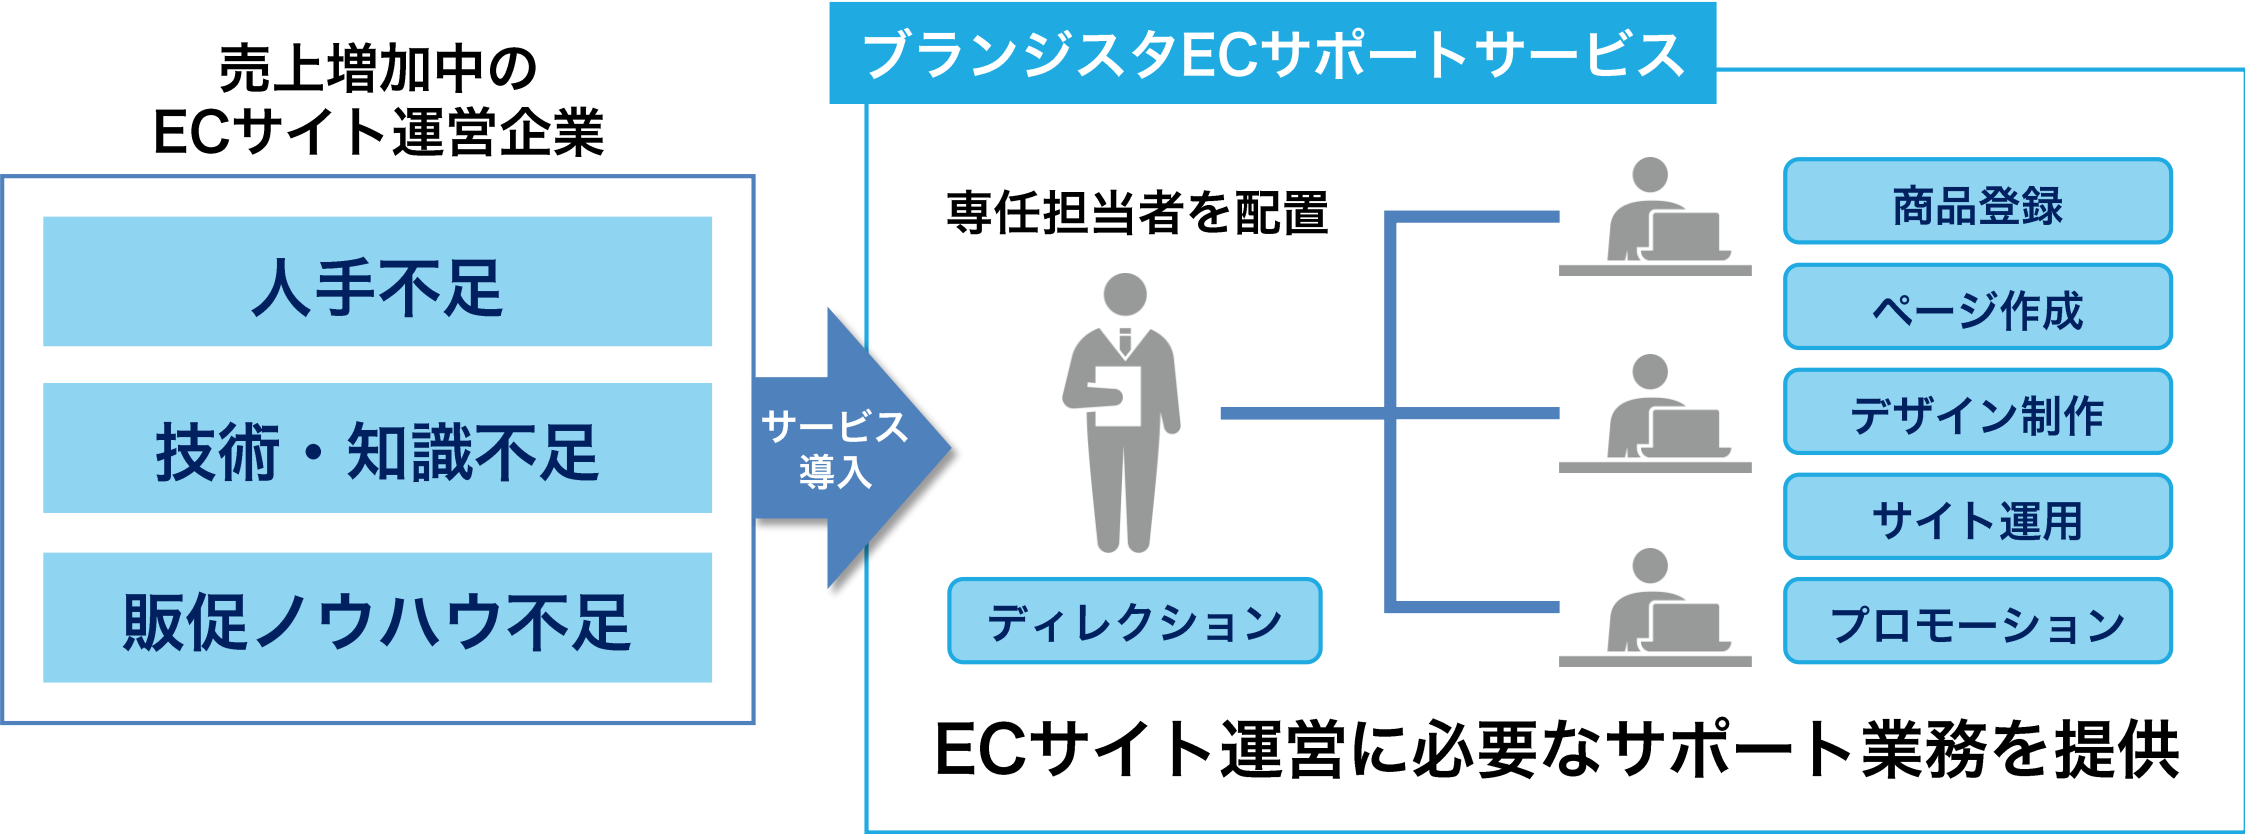 売上増加中の
ECサイト運営企業
人手不足
技術・知識不足
販促ノウハウ不足
サービス
導入
ブランジスタECサポートサービス
専任担当者を配置
ディレクション
商品登録
ページ作成
デザイン制作
サイト運用
プロモーション
ECサイト運営に必要なサポート業務を提供